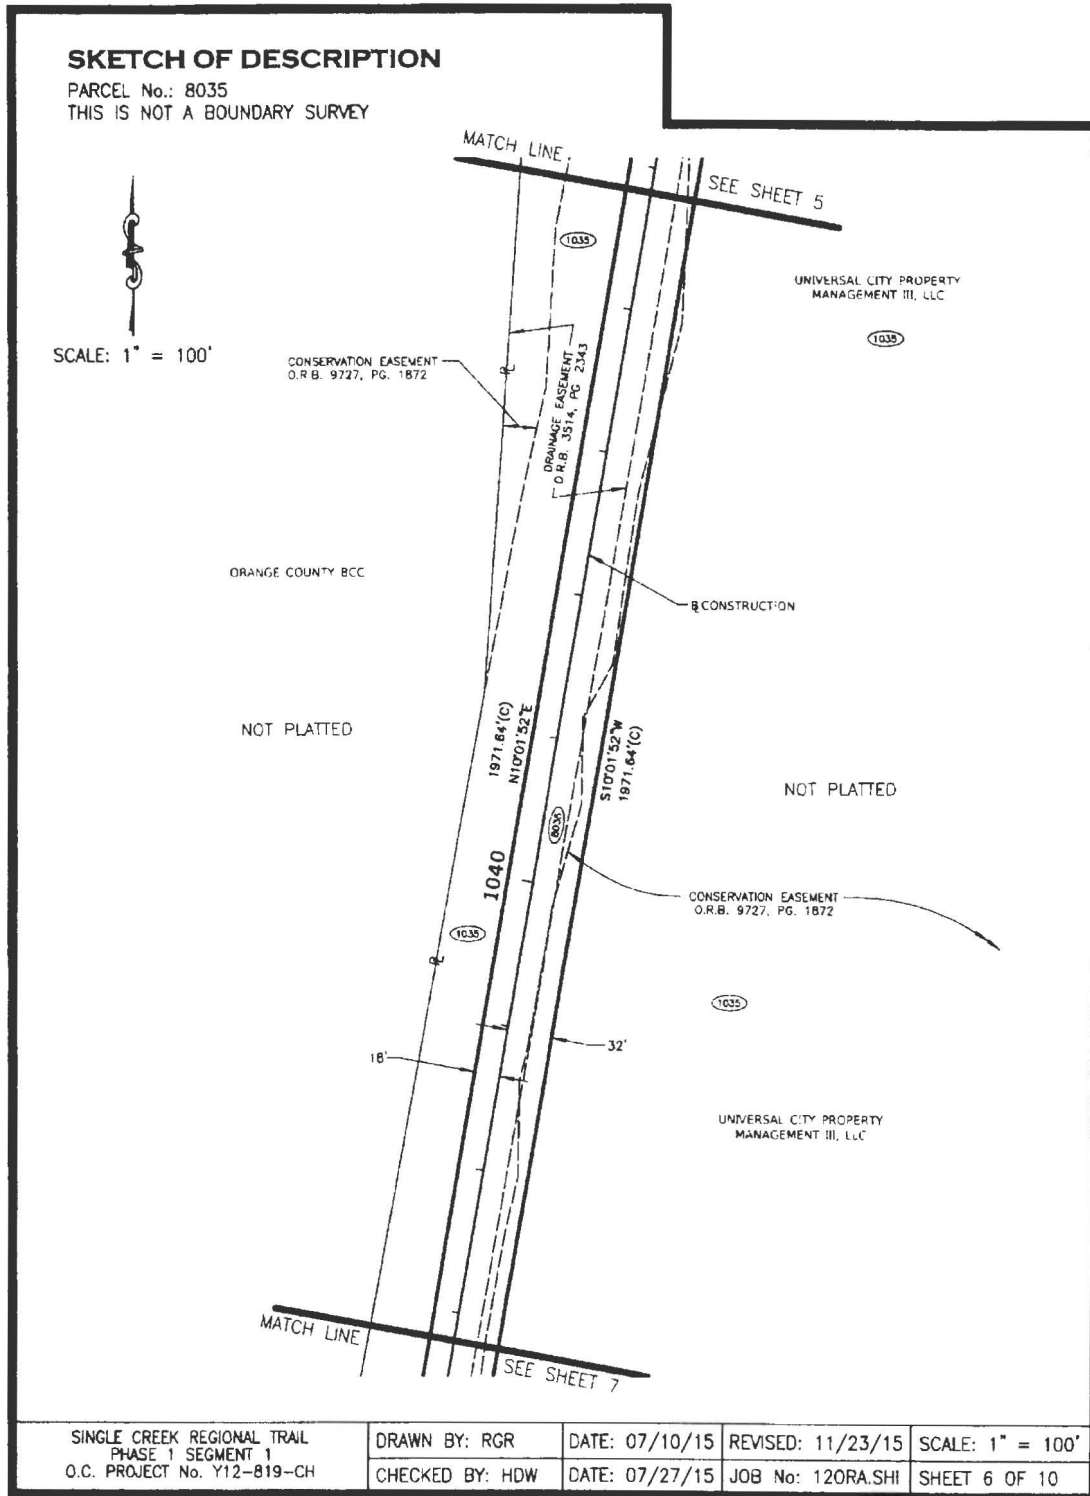 SKETCH OF DESCRIPTION
PARCEL No.: 8035
THIS IS NOT A BOUNDARY SURVEY
MATCH LINE
SEE SHEET 5
1035
UNIVERSAL CITY PROPERTY
MANAGEMENT III, LLC
1035
SCALE: 1" = 100'
CONSERVATION EASEMENT
O.R.B. 9727, PG. 1872
PL
DRAINAGE EASEMENT
O.R.B. 3514, PG 2343
ORANGE COUNTY BCC
BL CONSTRUCTION
NOT PLATTED
1971.64'(C)
N10°01'52"E
S10°01'52"W
1971.64'(C)
NOT PLATTED
8035
1040
CONSERVATION EASEMENT
O.R.B. 9727, PG. 1872
1035
PL
1035
18'
32'
UNIVERSAL CITY PROPERTY
MANAGEMENT III, LLC
MATCH LINE
SEE SHEET 7
SINGLE CREEK REGIONAL TRAIL
PHASE 1 SEGMENT 1
O.C. PROJECT No. Y12-819-CH
DRAWN BY: RGR
DATE: 07/10/15
REVISED: 11/23/15
SCALE: 1" = 100'
CHECKED BY: HDW
DATE: 07/27/15
JOB No: 12ORA.SHI
SHEET 6 OF 10